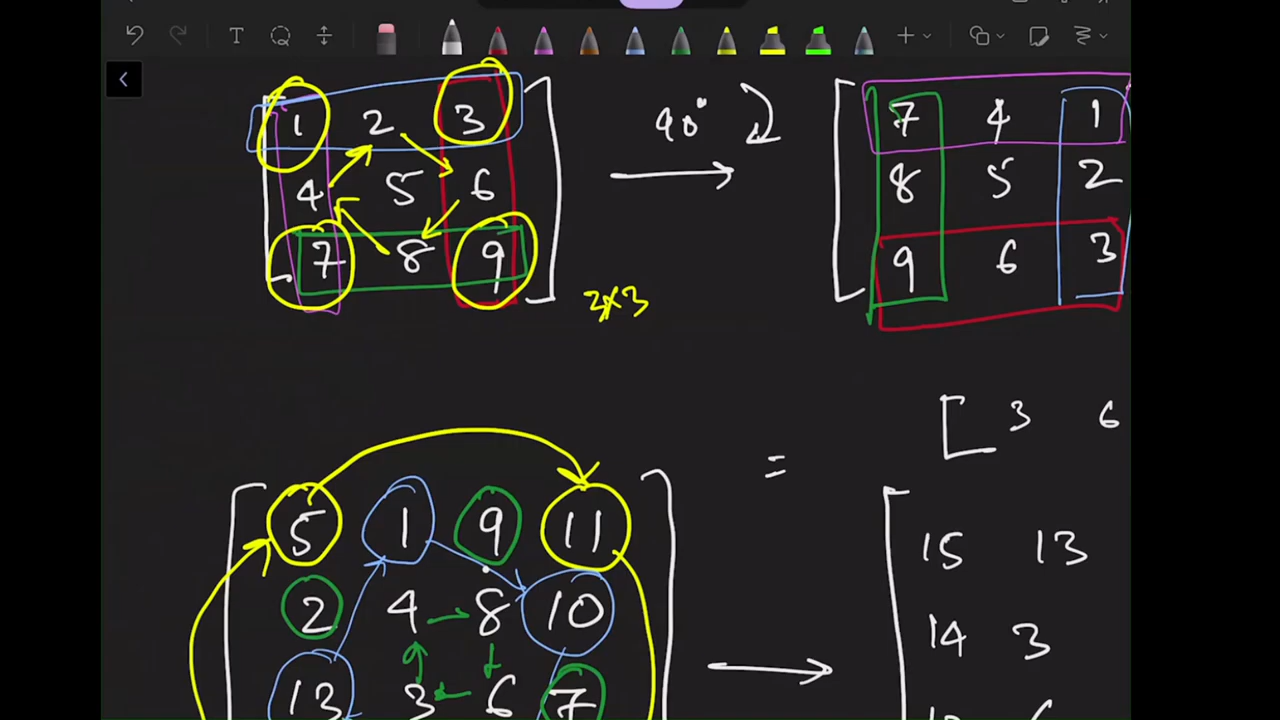 T
1 2 3
4 5 6
7 8 9
90°
7 4 1
8 5 2
9 6 3
3 6
=
5 1 9 11
2 4 8 10
13 3 6 7
15 13
14 3